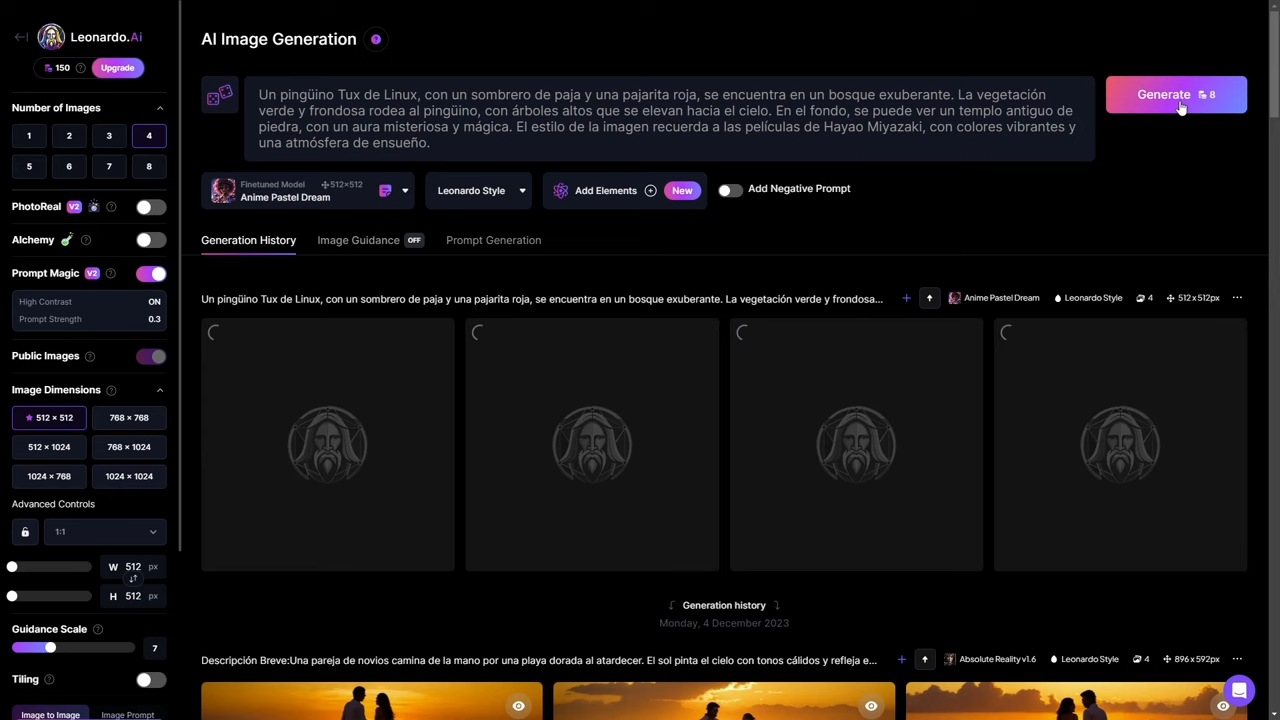 Leonardo.Ai
150 ? Upgrade
Number of Images
1 2 3 4
5 6 7 8
PhotoReal V2 ?
Alchemy ?
Prompt Magic V2 ?
High Contrast ON
Prompt Strength 0.3
Public Images ?
Image Dimensions ?
512 × 512 768 × 768
512 × 1024 768 × 1024
1024 × 768 1024 × 1024
Advanced Controls
1:1
W 512 px
H 512 px
Guidance Scale ?
7
Tiling ?
Image to Image Image Prompt
AI Image Generation ?
Un pingüino Tux de Linux, con un sombrero de paja y una pajarita roja, se encuentra en un bosque exuberante. La vegetación
verde y frondosa rodea al pingüino, con árboles altos que se elevan hacia el cielo. En el fondo, se puede ver un templo antiguo de
piedra, con un aura misteriosa y mágica. El estilo de la imagen recuerda a las películas de Hayao Miyazaki, con colores vibrantes y
una atmósfera de ensueño.
Generate 8
Finetuned Model 512×512
Anime Pastel Dream
Leonardo Style
Add Elements New
Add Negative Prompt
Generation History Image Guidance OFF Prompt Generation
Un pingüino Tux de Linux, con un sombrero de paja y una pajarita roja, se encuentra en un bosque exuberante. La vegetación verde y frondosa... Anime Pastel Dream Leonardo Style 4 512×512px
Generation history
Monday, 4 December 2023
Descripción Breve:Una pareja de novios camina de la mano por una playa dorada al atardecer. El sol pinta el cielo con tonos cálidos y refleja e... Absolute Reality v1.6 Leonardo Style 4 896×592px